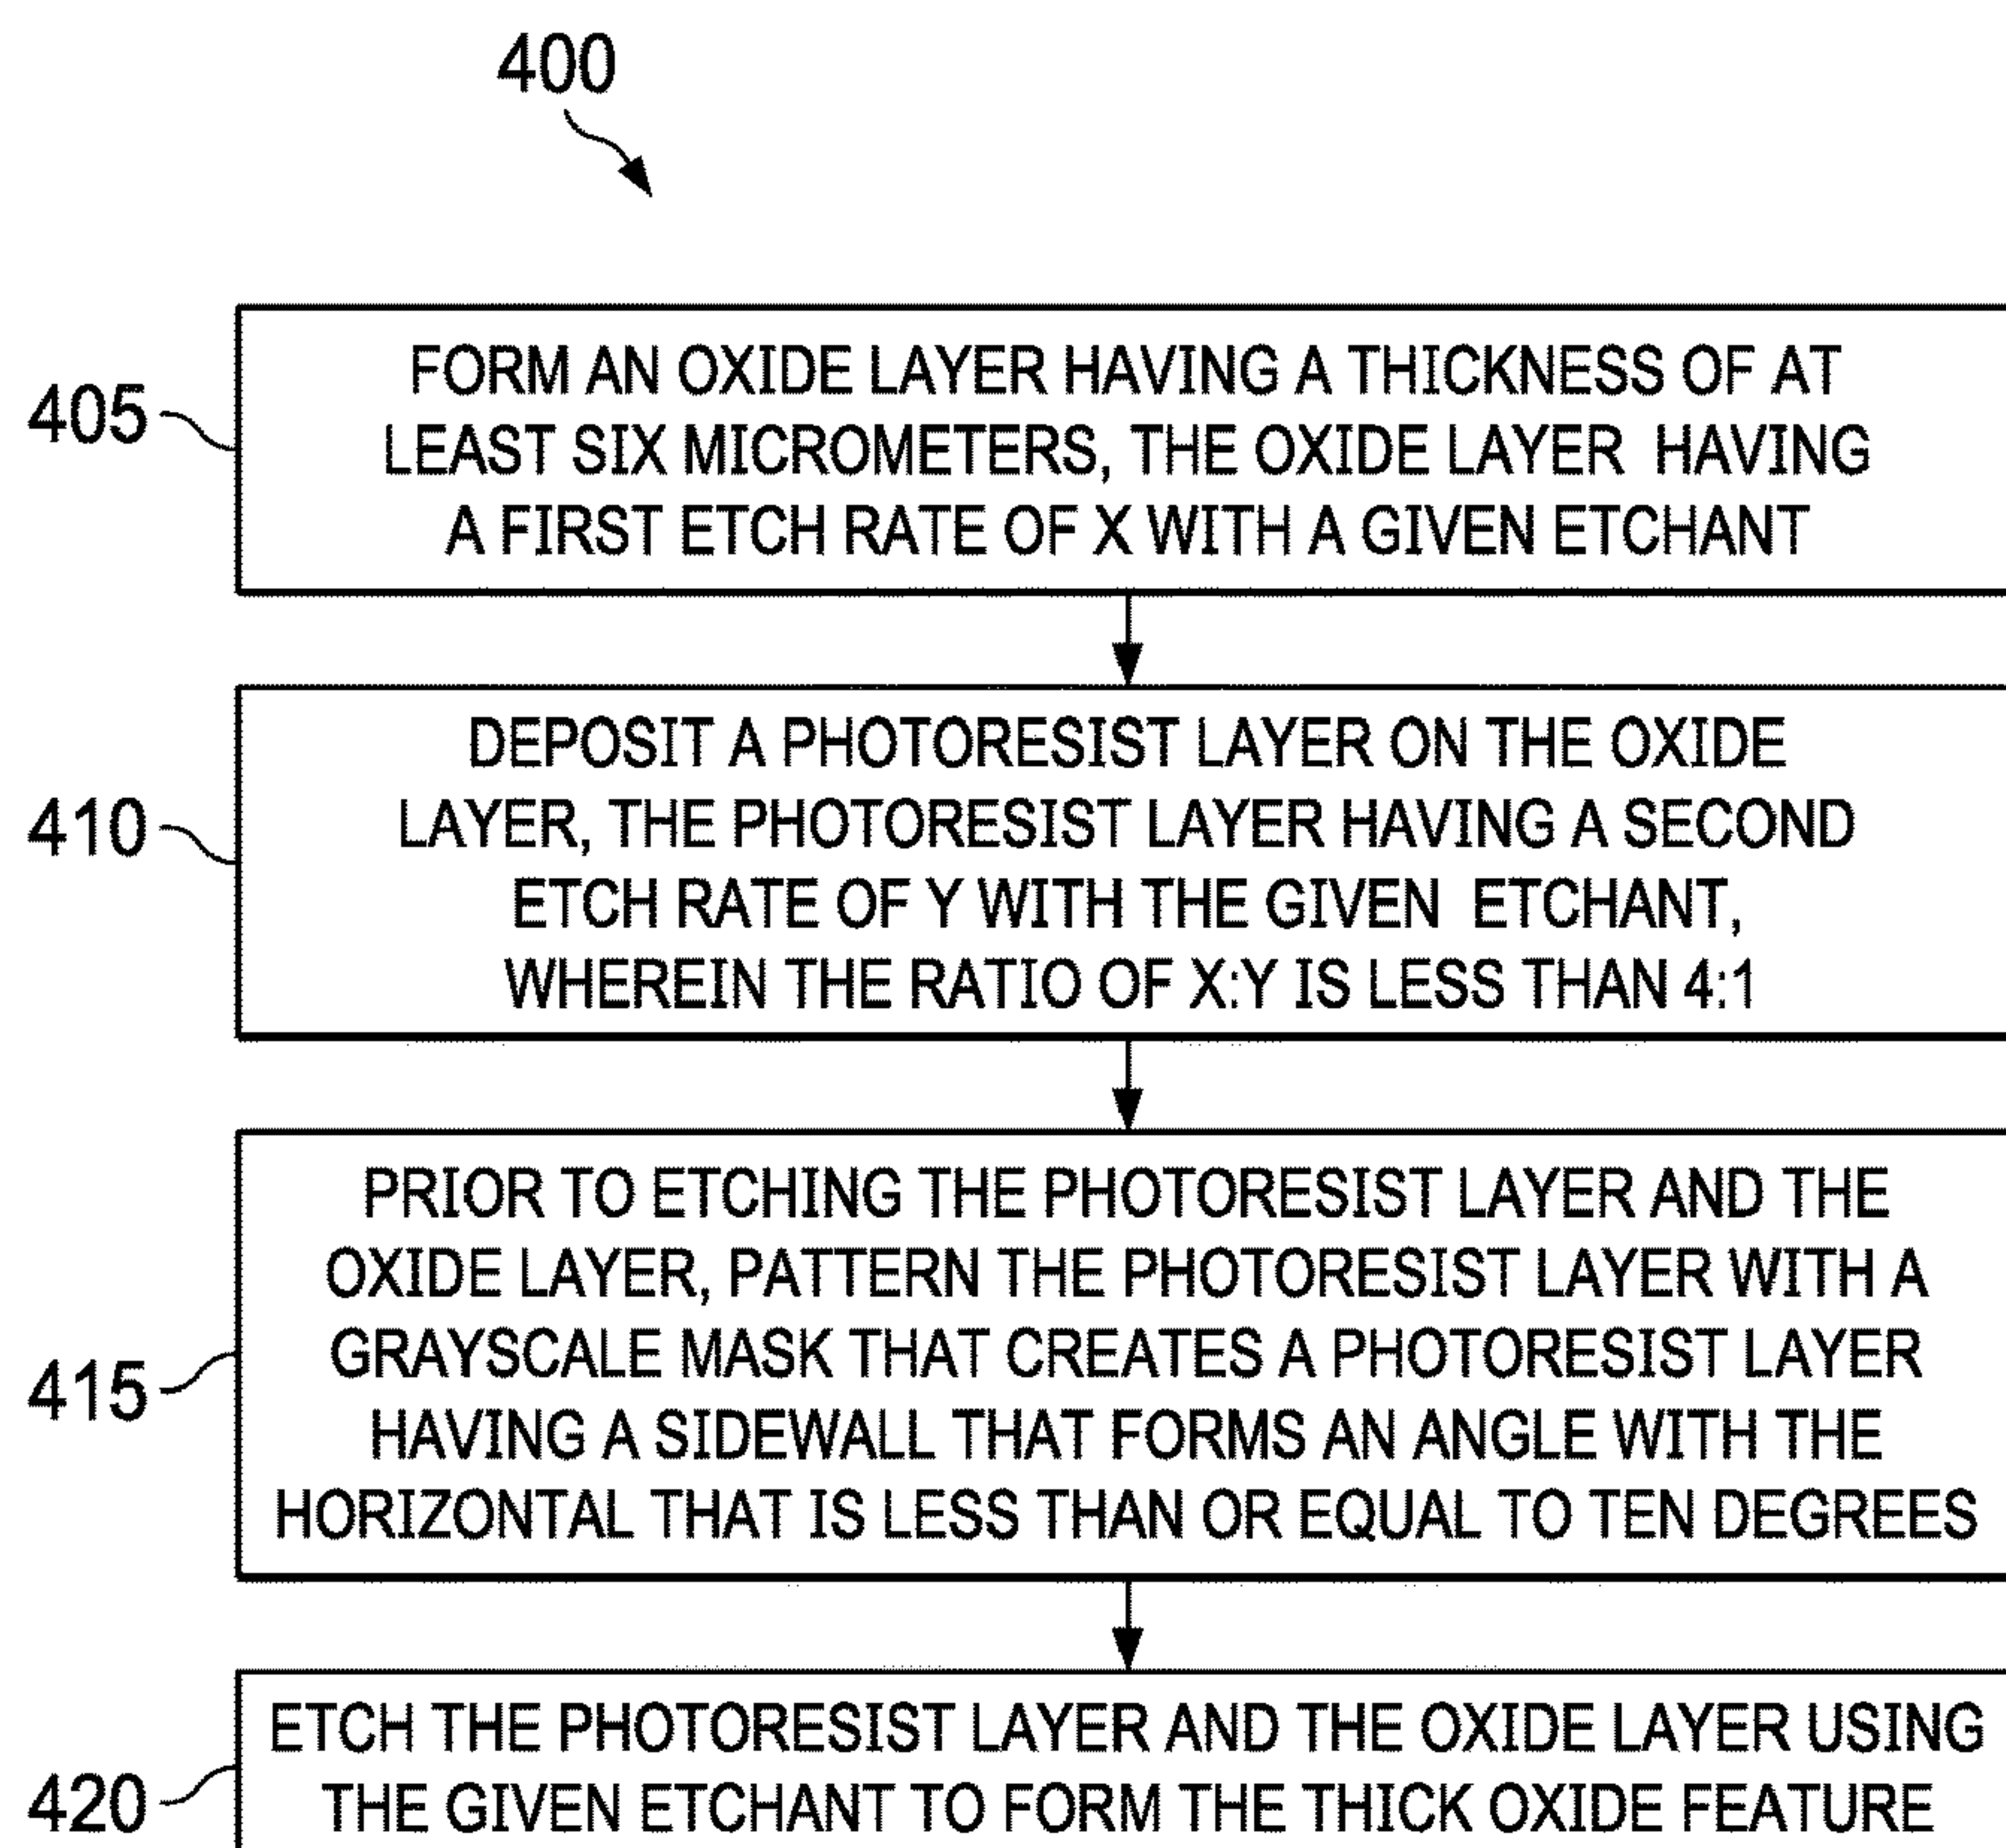 400
405
FORM AN OXIDE LAYER HAVING A THICKNESS OF AT
LEAST SIX MICROMETERS, THE OXIDE LAYER HAVING
A FIRST ETCH RATE OF X WITH A GIVEN ETCHANT
410
DEPOSIT A PHOTORESIST LAYER ON THE OXIDE
LAYER, THE PHOTORESIST LAYER HAVING A SECOND
ETCH RATE OF Y WITH THE GIVEN ETCHANT,
WHEREIN THE RATIO OF X:Y IS LESS THAN 4:1
415
PRIOR TO ETCHING THE PHOTORESIST LAYER AND THE
OXIDE LAYER, PATTERN THE PHOTORESIST LAYER WITH A
GRAYSCALE MASK THAT CREATES A PHOTORESIST LAYER
HAVING A SIDEWALL THAT FORMS AN ANGLE WITH THE
HORIZONTAL THAT IS LESS THAN OR EQUAL TO TEN DEGREES
420
ETCH THE PHOTORESIST LAYER AND THE OXIDE LAYER USING
THE GIVEN ETCHANT TO FORM THE THICK OXIDE FEATURE